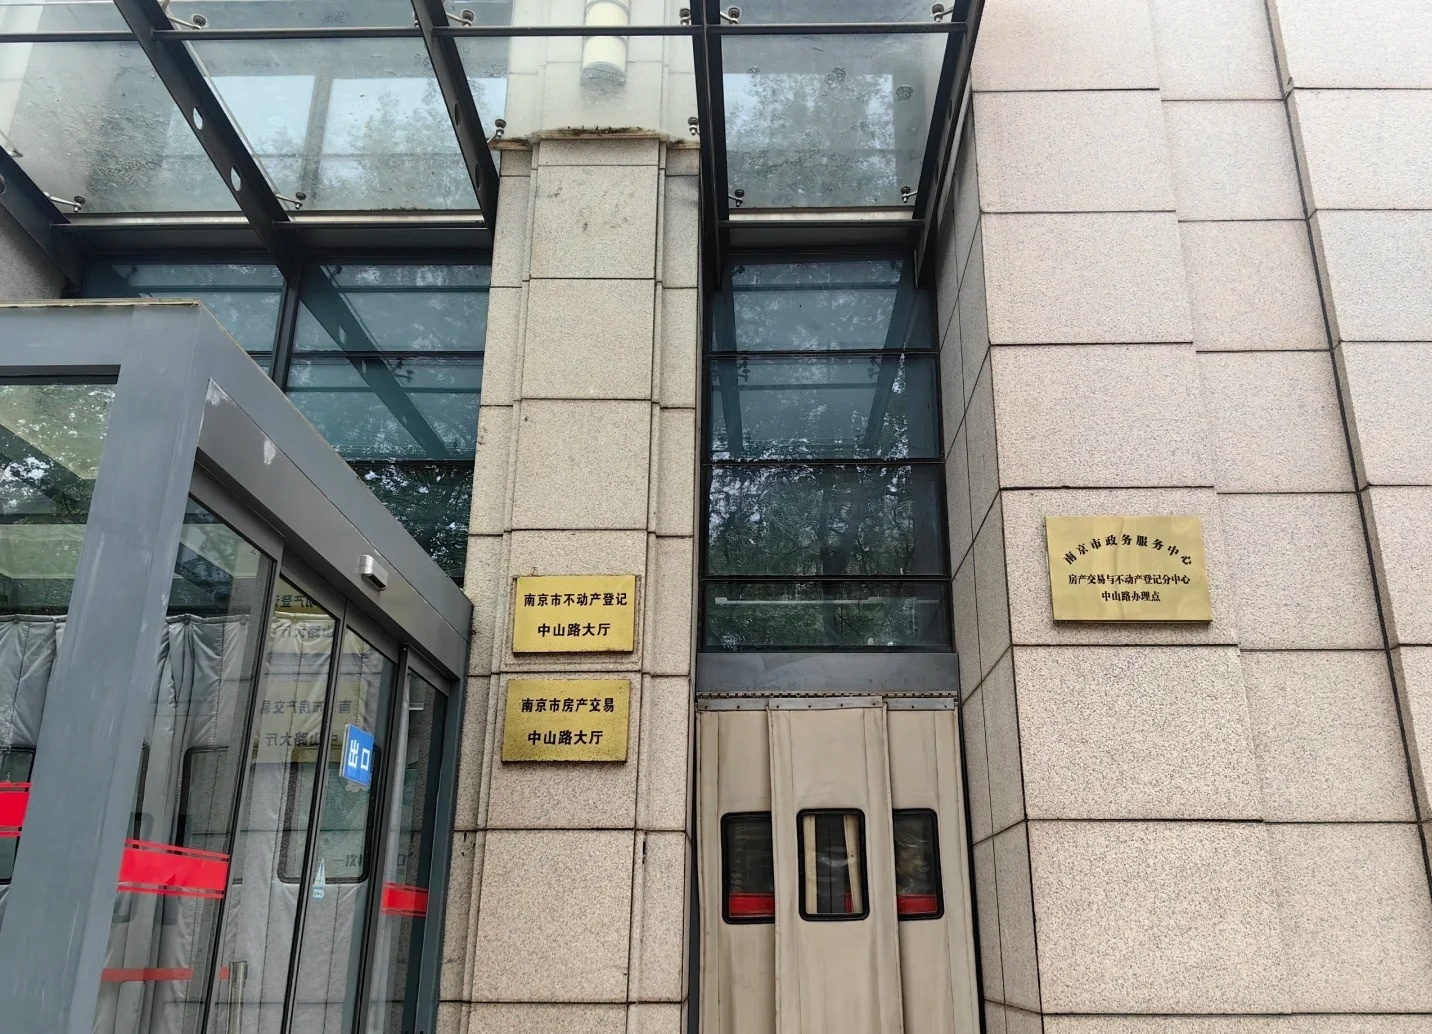 南京市不动产登记
中山路大厅
南京市房产交易
中山路大厅
出口
南京市政务服务中心
房产交易与不动产登记分中心
中山路办理点